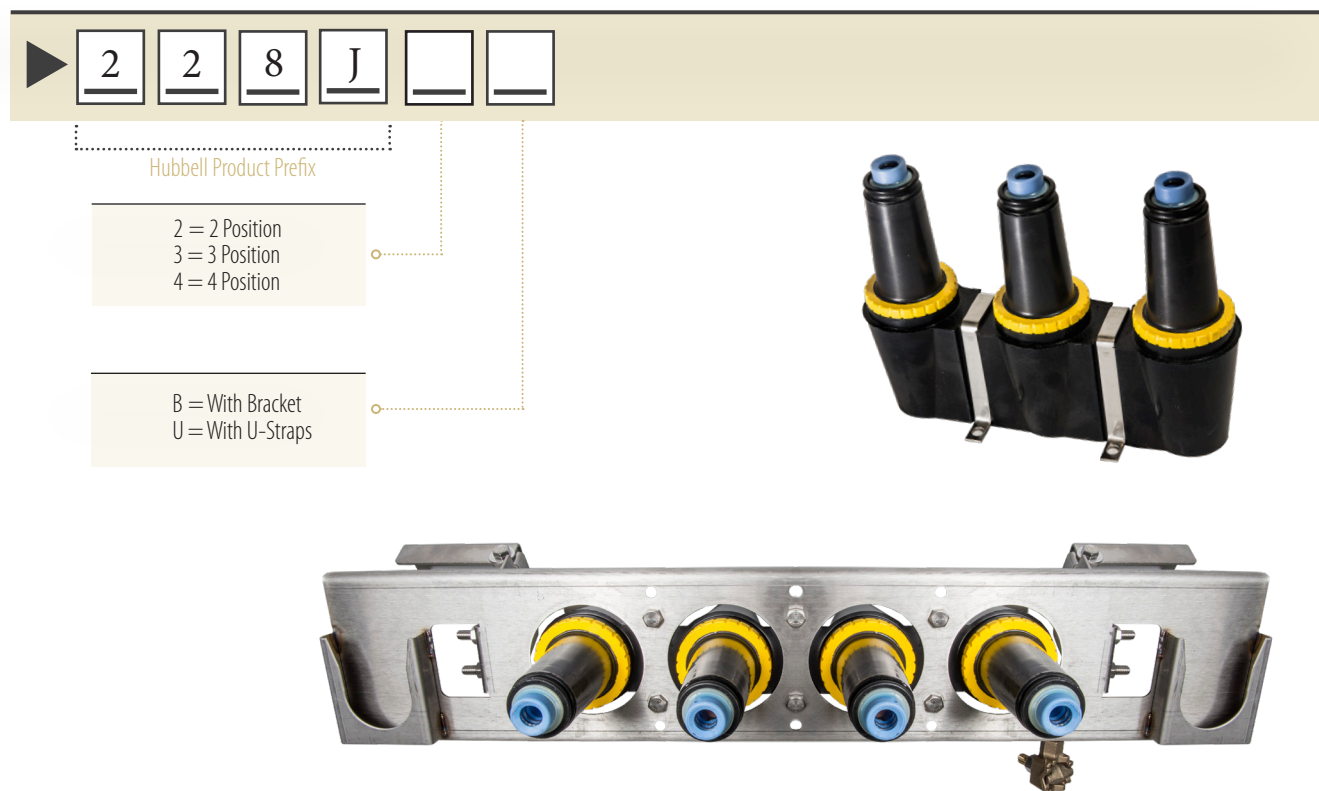 2 2 8 J
Hubbell Product Prefix
2 = 2 Position
3 = 3 Position
4 = 4 Position
B = With Bracket
U = With U-Straps